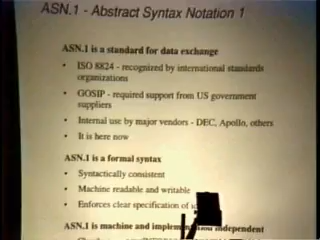 ASN.1 - Abstract Syntax Notation 1
ASN.1 is a standard for data exchange
• ISO 8824 - recognized by international standards
organizations
• GOSIP - required support from US government
suppliers
• Internal use by major vendors - DEC, Apollo, others
• It is here now
ASN.1 is a formal syntax
• Syntactically consistent
• Machine readable and writable
• Enforces clear specification of
ASN.1 is machine and independent